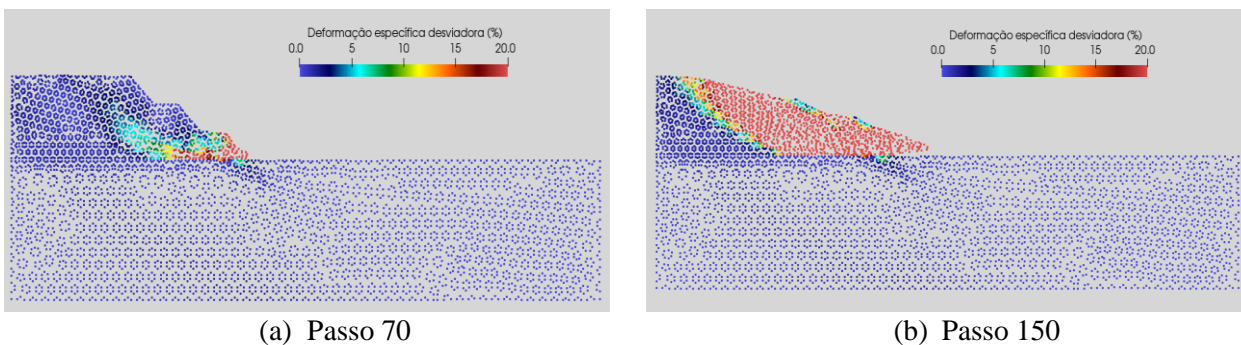 Deformação específica desviadora (%)
0.0 5 10 15 20.0
Deformação específica desviadora (%)
0.0 5 10 15 20.0
(a) Passo 70
(b) Passo 150